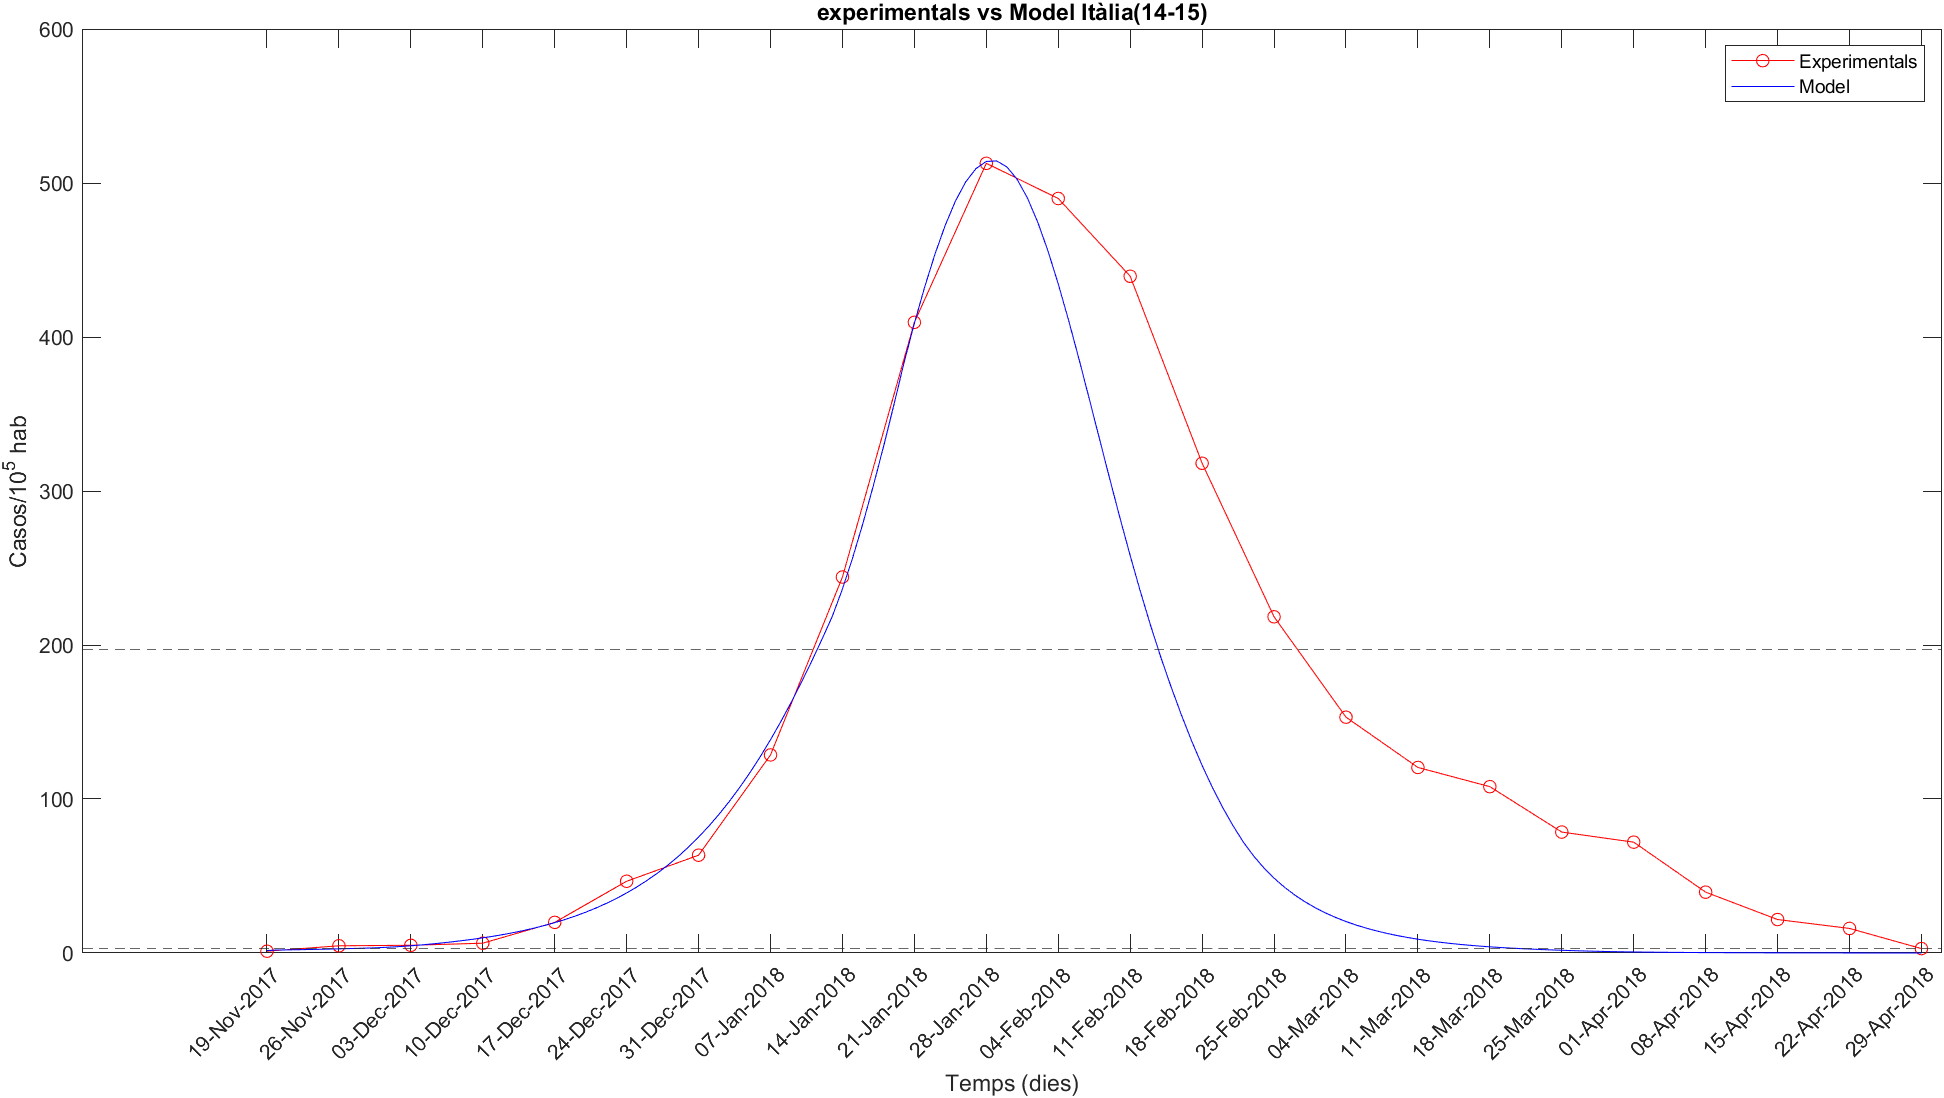 experimentals vs Model Itàlia(14-15)
Experimentals
Model
600
500
400
300
200
100
0
Casos/10^5 hab
19-Nov-2017
26-Nov-2017
03-Dec-2017
10-Dec-2017
17-Dec-2017
24-Dec-2017
31-Dec-2017
07-Jan-2018
14-Jan-2018
21-Jan-2018
28-Jan-2018
04-Feb-2018
11-Feb-2018
18-Feb-2018
25-Feb-2018
04-Mar-2018
11-Mar-2018
18-Mar-2018
25-Mar-2018
01-Apr-2018
08-Apr-2018
15-Apr-2018
22-Apr-2018
29-Apr-2018
Temps (dies)